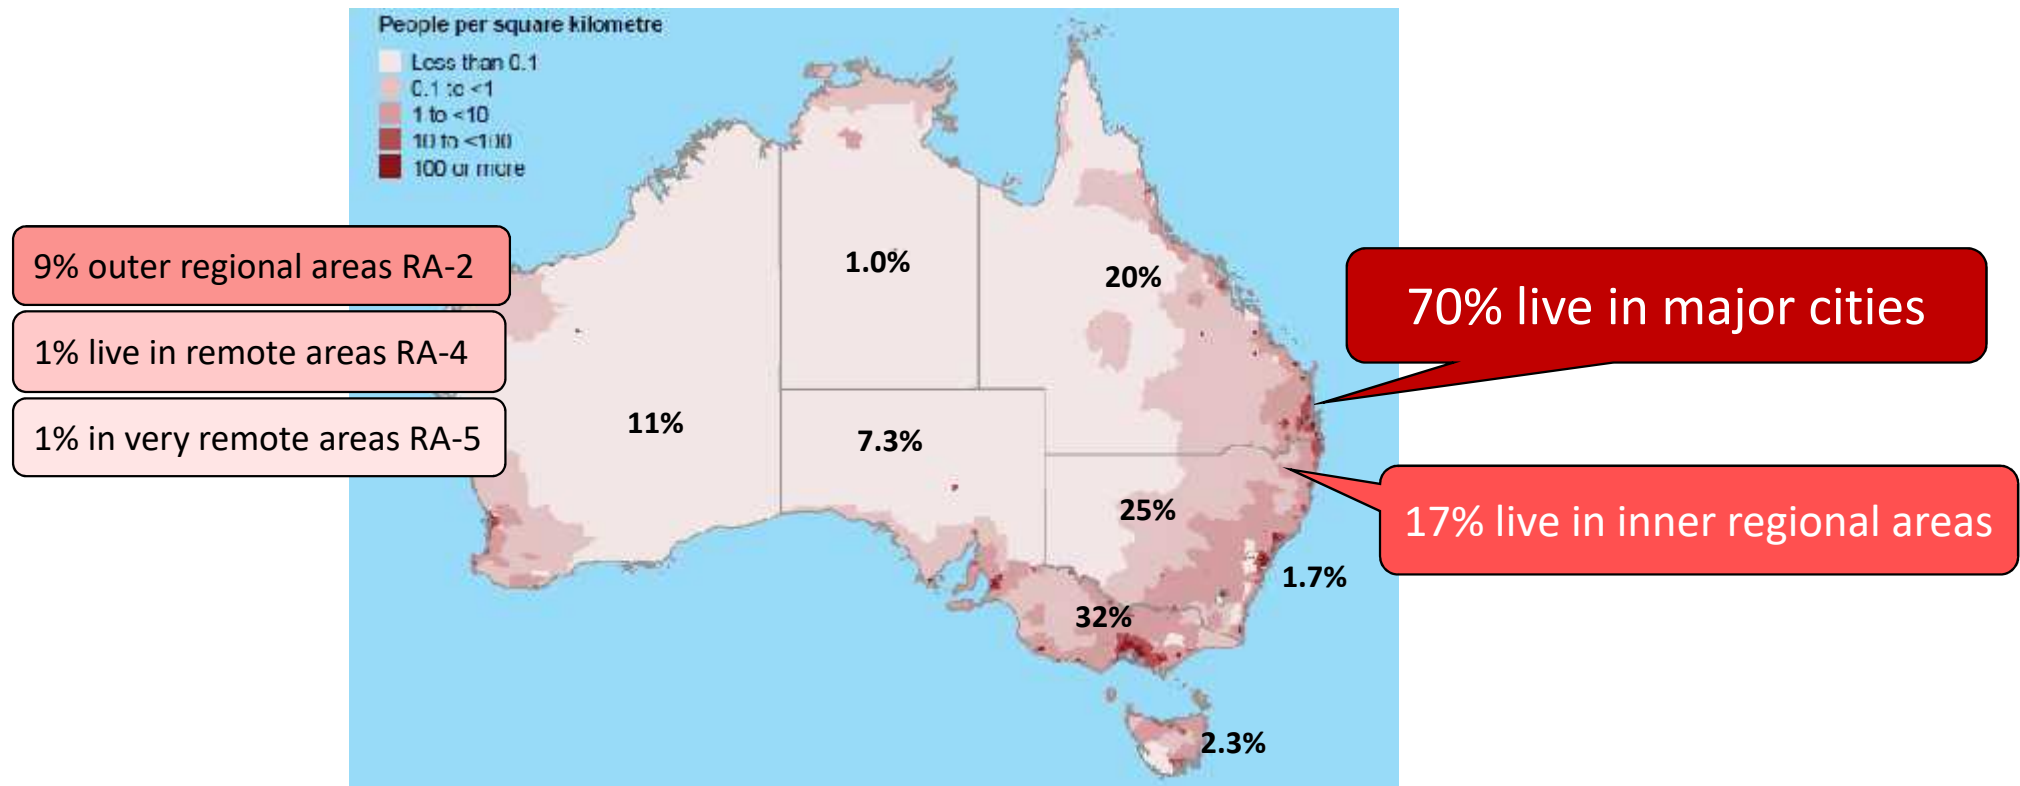 People per square kilometre
Less than 0.1
0.1 to <1
1 to <10
10 to <100
100 or more
9% outer regional areas RA-2
1% live in remote areas RA-4
1% in very remote areas RA-5
1.0%
20%
70% live in major cities
11%
7.3%
25%
17% live in inner regional areas
1.7%
32%
2.3%